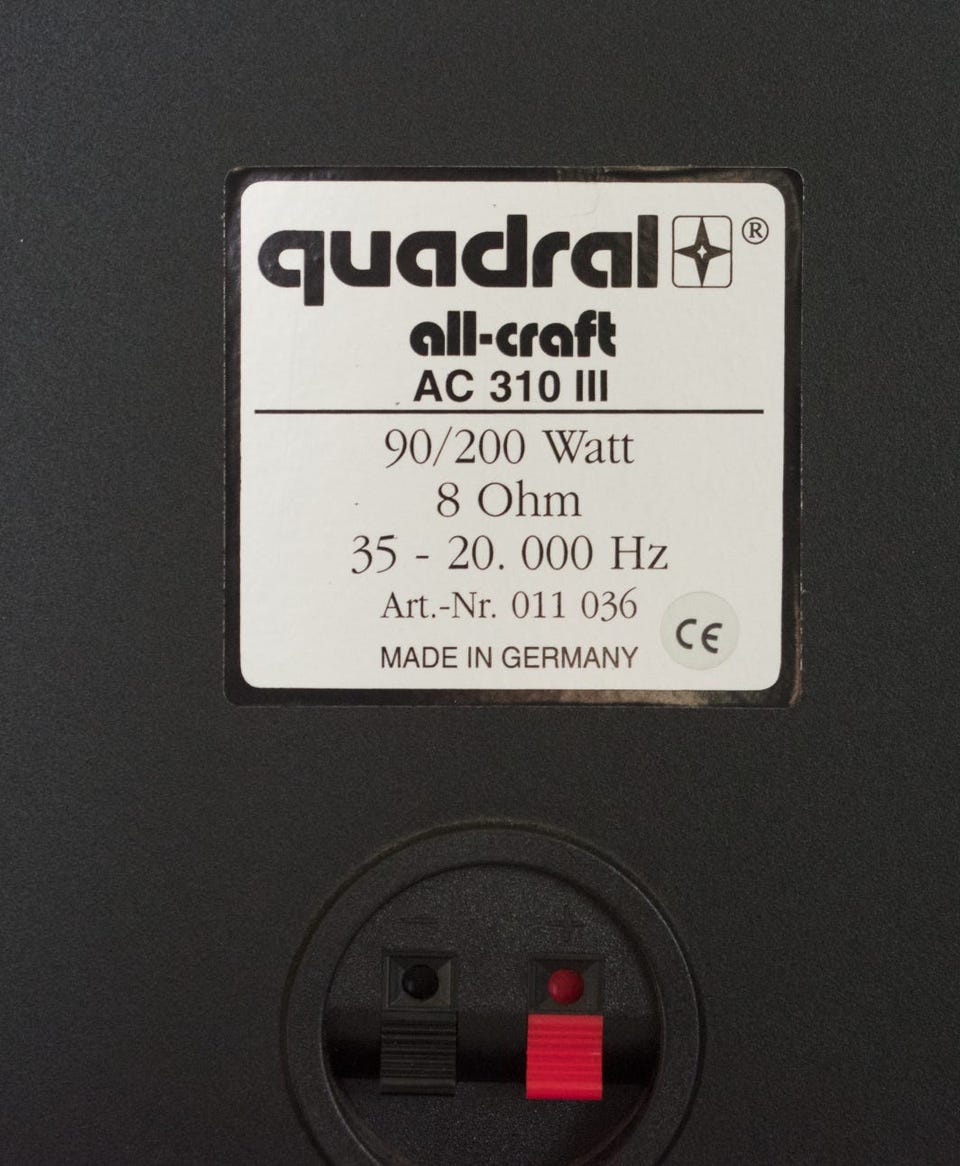 quadral ®
all-craft
AC 310 III
90/200 Watt
8 Ohm
35 - 20. 000 Hz
Art.-Nr. 011 036
CE
MADE IN GERMANY
- +